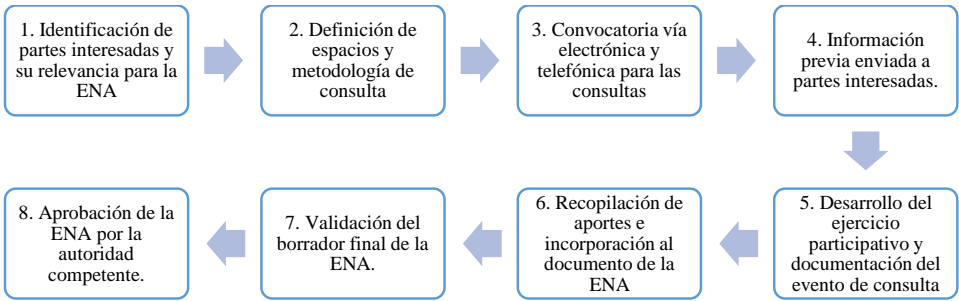 1. Identificación de
partes interesadas y
su relevancia para la
ENA
2. Definición de
espacios y
metodología de
consulta
3. Convocatoria vía
electrónica y
telefónica para las
consultas
4. Información
previa enviada a
partes interesadas.
5. Desarrollo del
ejercicio
participativo y
documentación del
evento de consulta
6. Recopilación de
aportes e
incorporación al
documento de la
ENA
7. Validación del
borrador final de la
ENA.
8. Aprobación de la
ENA por la
autoridad
competente.